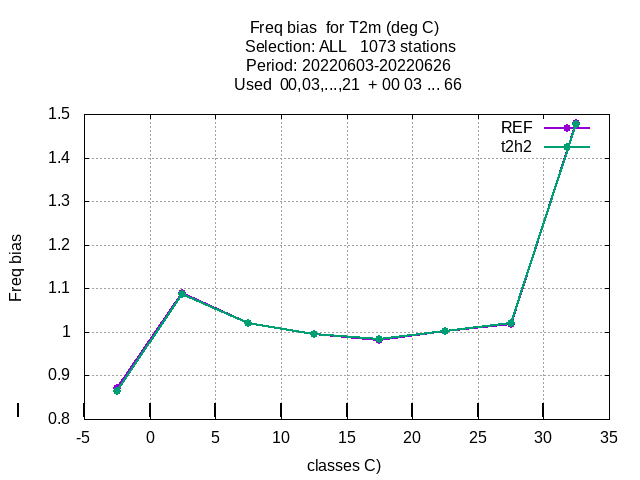 Freq bias  for T2m (deg C)
Selection: ALL   1073 stations
Period: 20220603-20220626
Used  00,03,...,21  + 00 03 ... 66
REF
t2h2
1.5
1.4
1.3
1.2
1.1
1
0.9
0.8
Freq bias
-5 0 5 10 15 20 25 30 35
classes C)